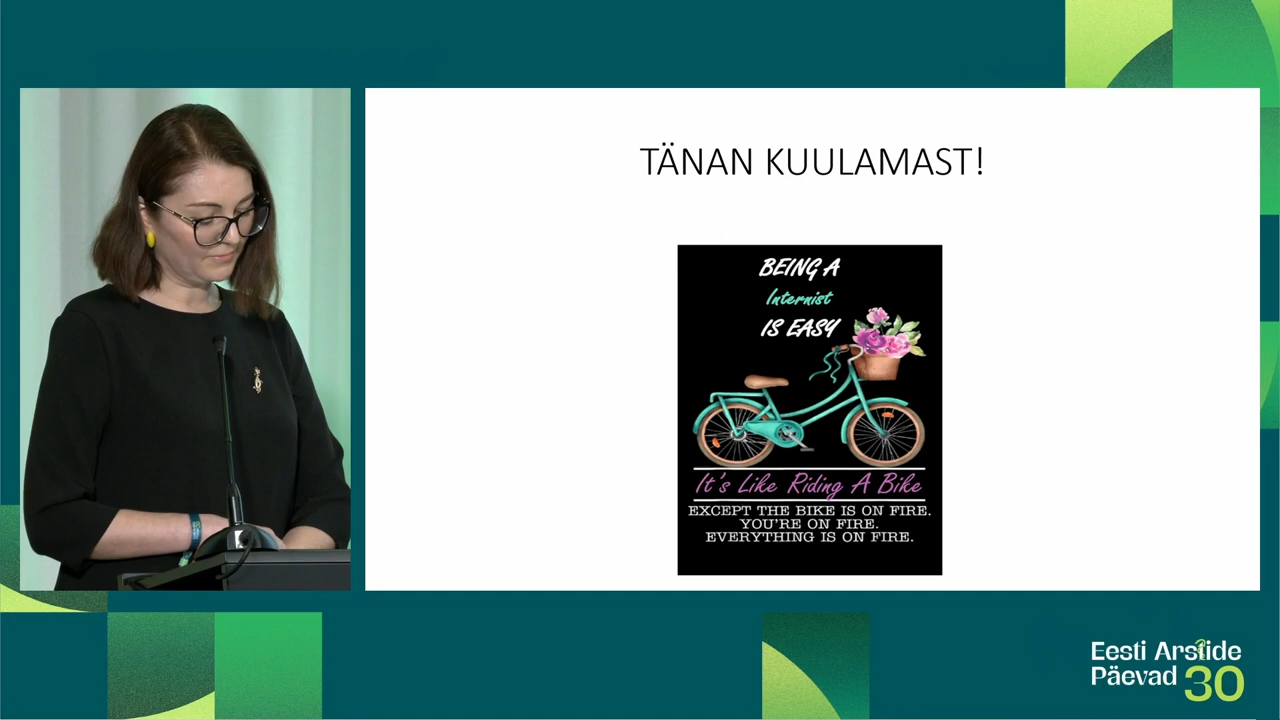 TÄNAN KUULAMAST!
BEING A
Internist
IS EASY
It's Like Riding A Bike
EXCEPT THE BIKE IS ON FIRE.
YOU'RE ON FIRE.
EVERYTHING IS ON FIRE.
Eesti Arstide
Päevad 30